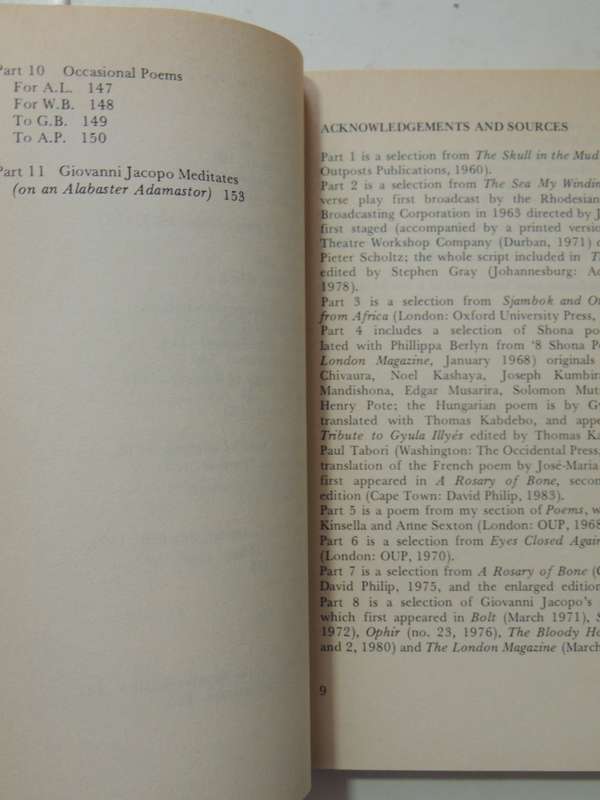 Part 10 Occasional Poems
For A.L. 147
For W.B. 148
To G.B. 149
To A.P. 150
Part 11 Giovanni Jacopo Meditates
(on an Alabaster Adamastor) 153
ACKNOWLEDGEMENTS AND SOURCES
Part 1 is a selection from The Skull in the Mud
Outposts Publications, 1960).
Part 2 is a selection from The Sea My Windin
verse play first broadcast by the Rhodesian
Broadcasting Corporation in 1963 directed by J
first staged (accompanied by a printed versio
Theatre Workshop Company (Durban, 1971) d
Pieter Scholtz; the whole script included in T
edited by Stephen Gray (Johannesburg: Ad
1978).
Part 3 is a selection from Sjambok and Ot
from Africa (London: Oxford University Press,
Part 4 includes a selection of Shona po
lated with Phillippa Berlyn from '8 Shona Po
London Magazine, January 1968) originals
Chivaura, Noel Kashaya, Joseph Kumbir
Mandishona, Edgar Musarira, Solomon Mut
Henry Pote; the Hungarian poem is by Gy
translated with Thomas Kabdebo, and appe
Tribute to Gyula Illyés edited by Thomas Ka
Paul Tabori (Washington: The Occidental Press,
translation of the French poem by José-Maria
first appeared in A Rosary of Bone, secon
edition (Cape Town: David Philip, 1983).
Part 5 is a poem from my section of Poems, w
Kinsella and Anne Sexton (London: OUP, 1968
Part 6 is a selection from Eyes Closed Again
(London: OUP, 1970).
Part 7 is a selection from A Rosary of Bone (C
David Philip, 1975, and the enlarged edition
Part 8 is a selection of Giovanni Jacopo's
which first appeared in Bolt (March 1971), S
1972), Ophir (no. 23, 1976), The Bloody Ho
and 2, 1980) and The London Magazine (March
9